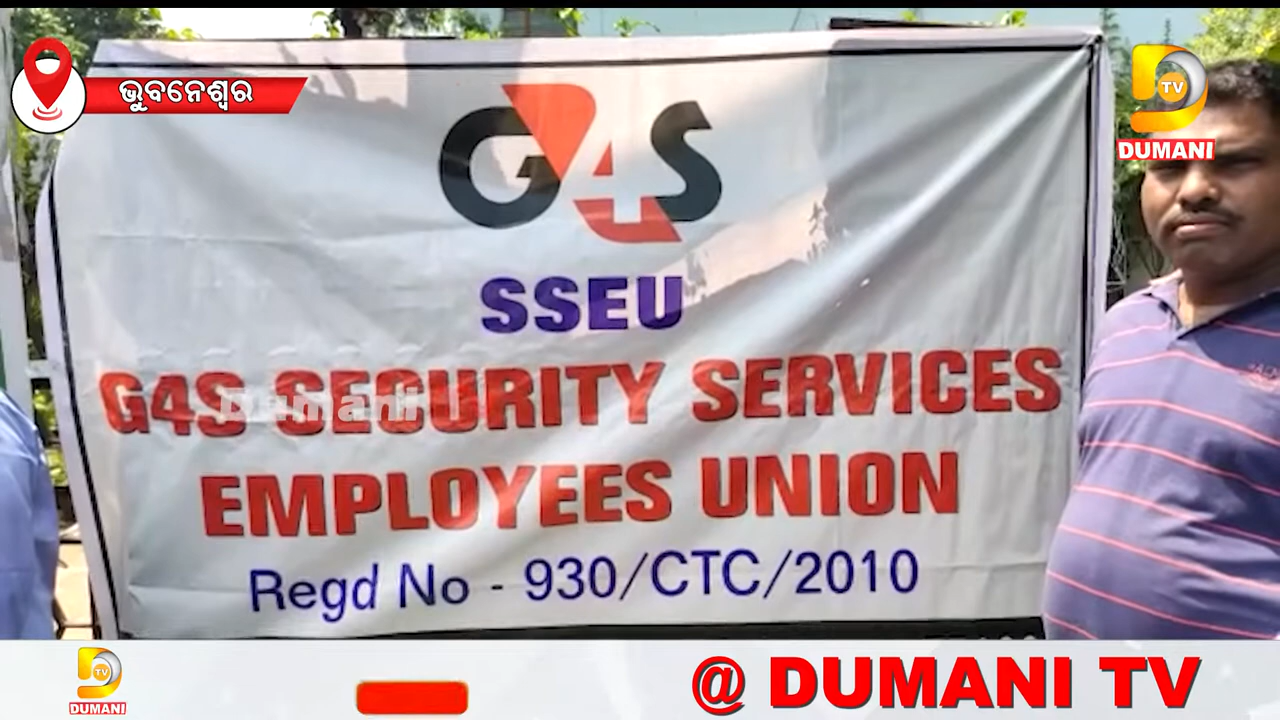 ଭୁବନେଶ୍ୱର
TV
DUMANI
G4S
SSEU
G4S SECURITY SERVICES
Dumani
EMPLOYEES UNION
Regd No - 930/CTC/2010
TV
DUMANI
@ DUMANI TV